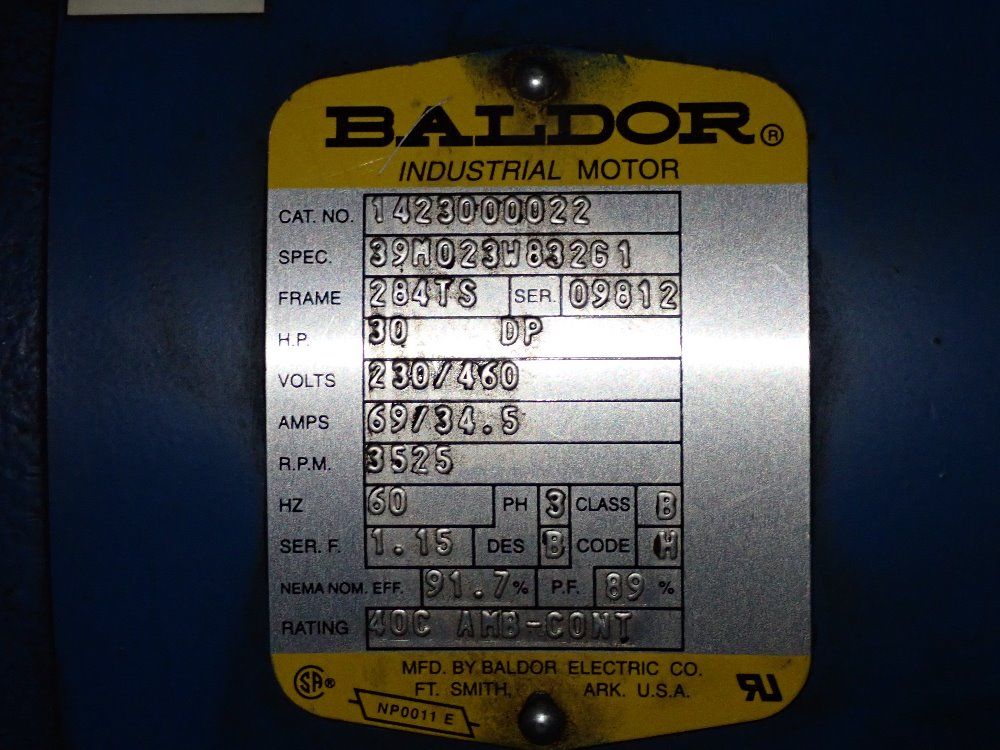 BALDOR®
INDUSTRIAL MOTOR
CAT. NO. 1423000022
SPEC. 39M023W832G1
FRAME 284TS SER. 09812
H.P. 30 DP
VOLTS 230/460
AMPS 69/34.5
R.P.M. 3525
HZ 60 PH 3 CLASS B
SER. F. 1.15 DES B CODE H
NEMA NOM. EFF. 91.7% P.F. 89 %
RATING 40C AMB-CONT
MFD. BY BALDOR ELECTRIC CO.
FT. SMITH, ARK. U.S.A.
NP0011 E
SA®
RU